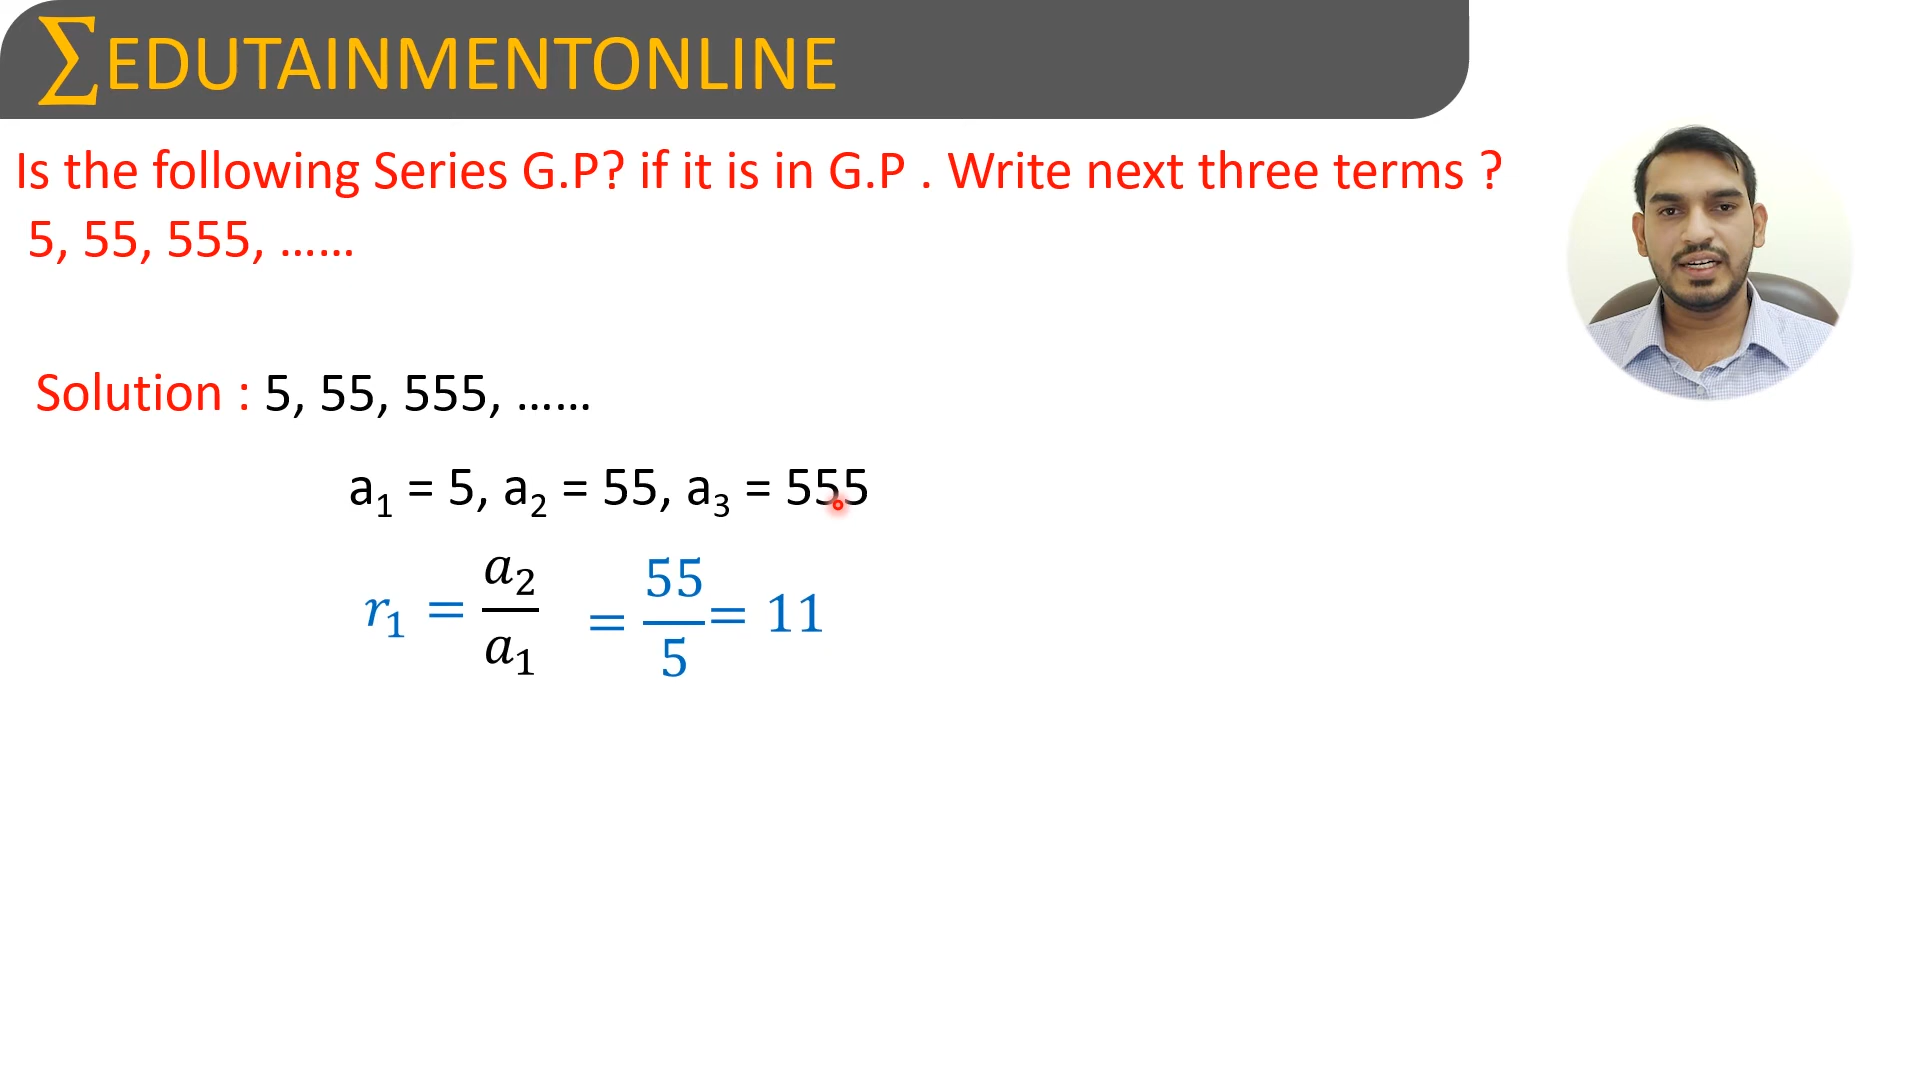 ∑EDUTAINMENTONLINE
Is the following Series G.P? if it is in G.P . Write next three terms ?
5, 55, 555, ......
Solution : 5, 55, 555, ......
a₁ = 5, a₂ = 55, a₃ = 555
r₁ = a₂/a₁ = 55/5 = 11